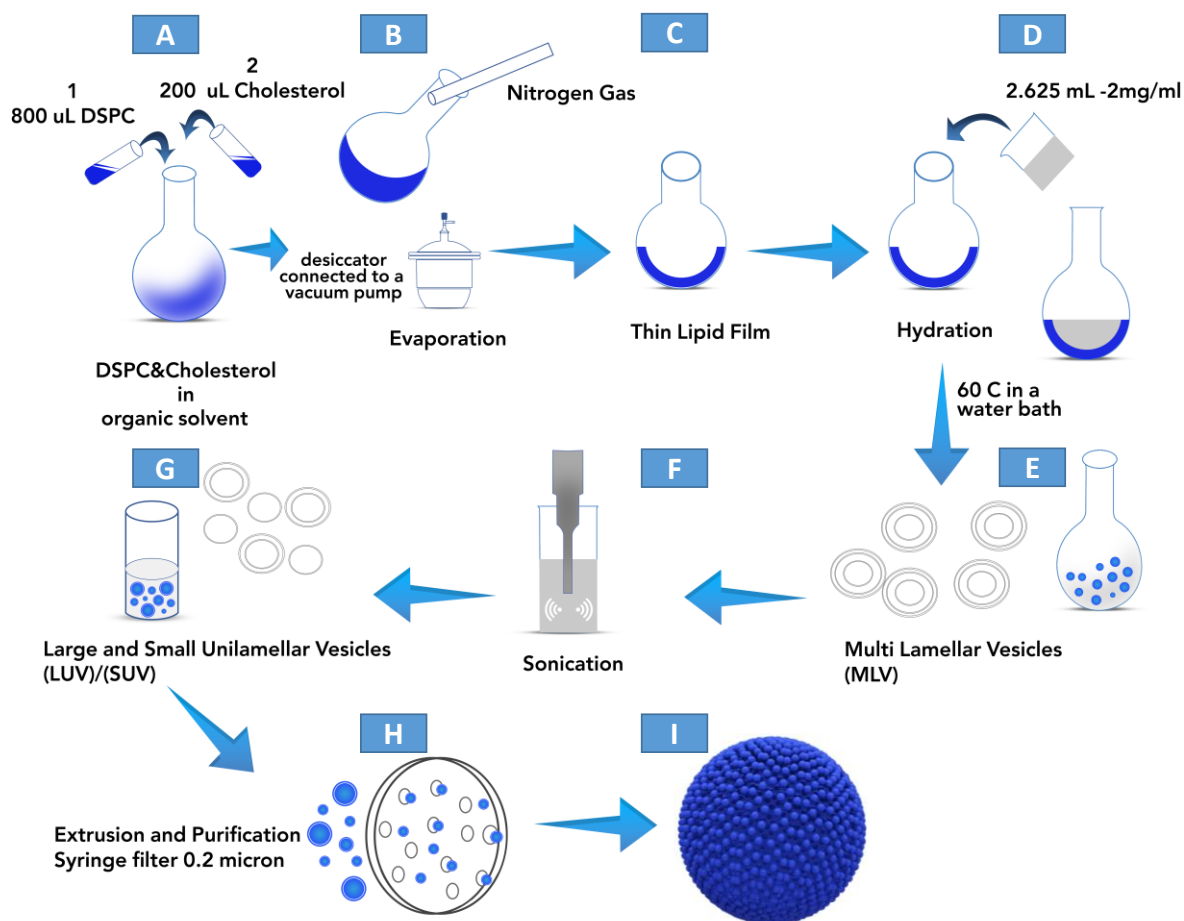 A
1
800 uL DSPC
2
200 uL Cholesterol
DSPC&Cholesterol
in
organic solvent
B
Nitrogen Gas
desiccator
connected to a
vacuum pump
Evaporation
C
Thin Lipid Film
D
2.625 mL -2mg/ml
Hydration
60 C in a
water bath
E
Multi Lamellar Vesicles
(MLV)
F
Sonication
G
Large and Small Unilamellar Vesicles
(LUV)/(SUV)
H
Extrusion and Purification
Syringe filter 0.2 micron
I